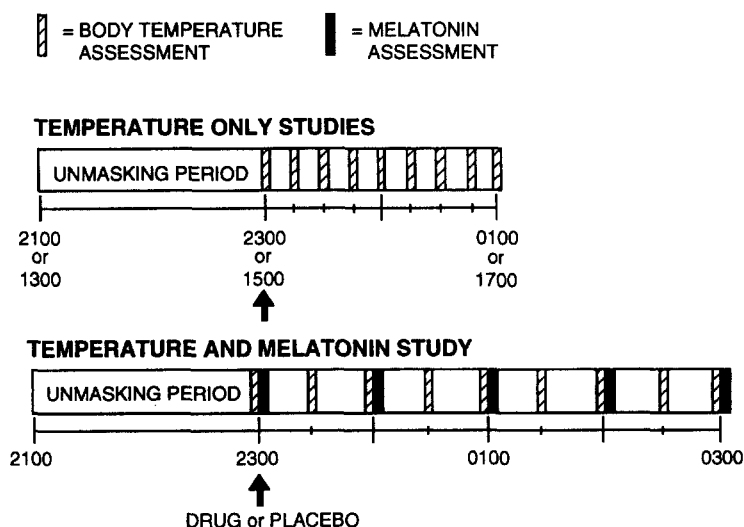 = BODY TEMPERATURE
ASSESSMENT
= MELATONIN
ASSESSMENT
TEMPERATURE ONLY STUDIES
UNMASKING PERIOD
2100 2300 0100
or or or
1300 1500 1700
TEMPERATURE AND MELATONIN STUDY
UNMASKING PERIOD
2100 2300 0100 0300
DRUG or PLACEBO